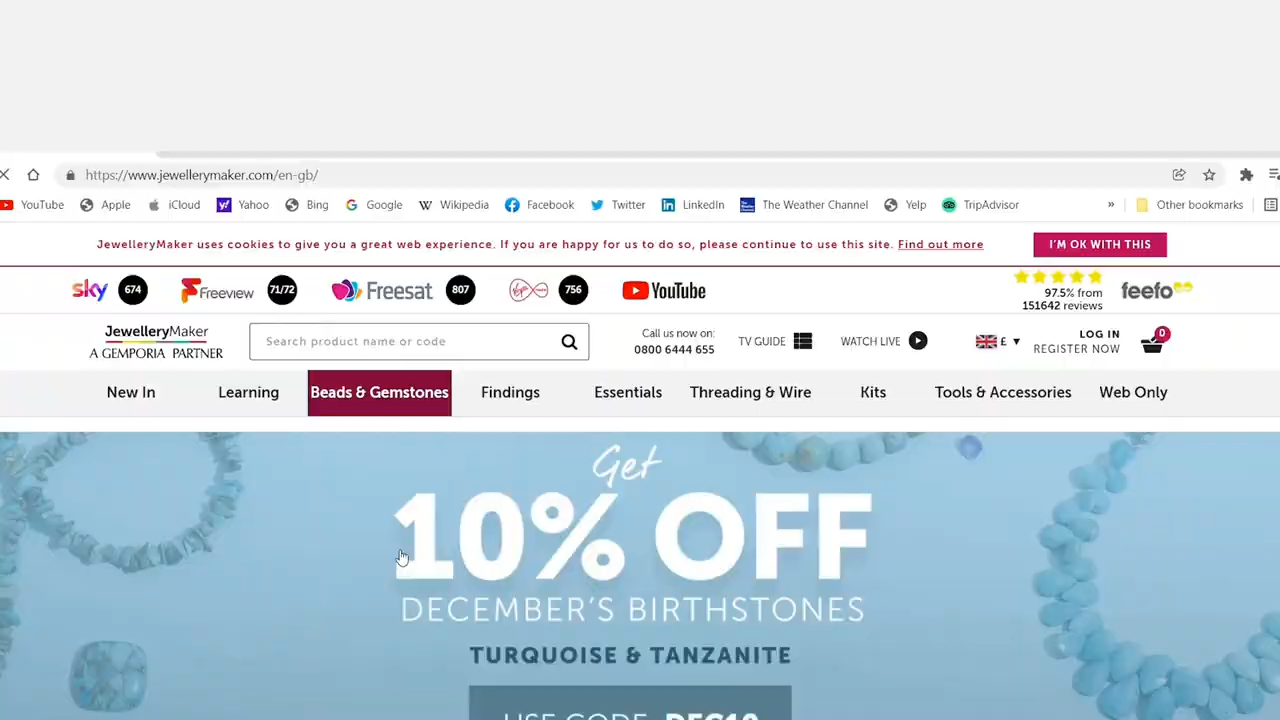 https://www.jewellerymaker.com/en-gb/
YouTube Apple iCloud Yahoo Bing Google Wikipedia Facebook Twitter LinkedIn The Weather Channel Yelp TripAdvisor » Other bookmarks
JewelleryMaker uses cookies to give you a great web experience. If you are happy for us to do so, please continue to use this site. Find out more I'M OK WITH THIS
sky 674 Freeview 71/72 Freesat 807 Virgin 756 YouTube 97.5% from feefo
151642 reviews
JewelleryMaker
A GEMPORIA PARTNER
Search product name or code
Call us now on:
0800 6444 655
TV GUIDE
WATCH LIVE
£
LOG IN
REGISTER NOW
0
New In Learning Beads & Gemstones Findings Essentials Threading & Wire Kits Tools & Accessories Web Only
Get
10% OFF
DECEMBER'S BIRTHSTONES
TURQUOISE & TANZANITE
USE CODE DEC10